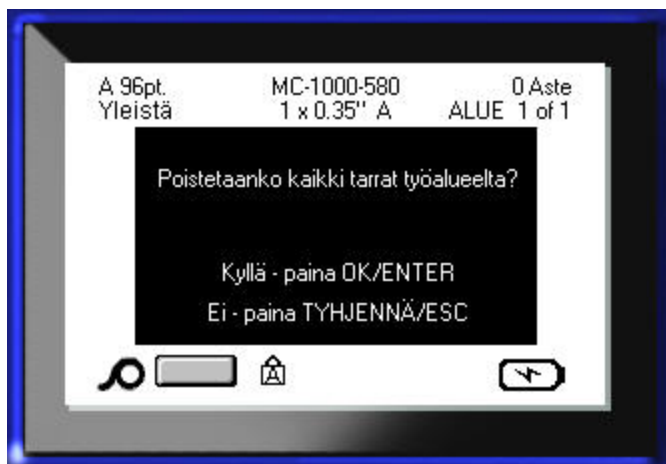 A 96pt. MC-1000-580 0 Aste
Yleistä 1 x 0.35" A ALUE 1 of 1
Poistetaanko kaikki tarrat työalueelta?
Kyllä - paina OK/ENTER
Ei - paina TYHJENNÄ/ESC
A